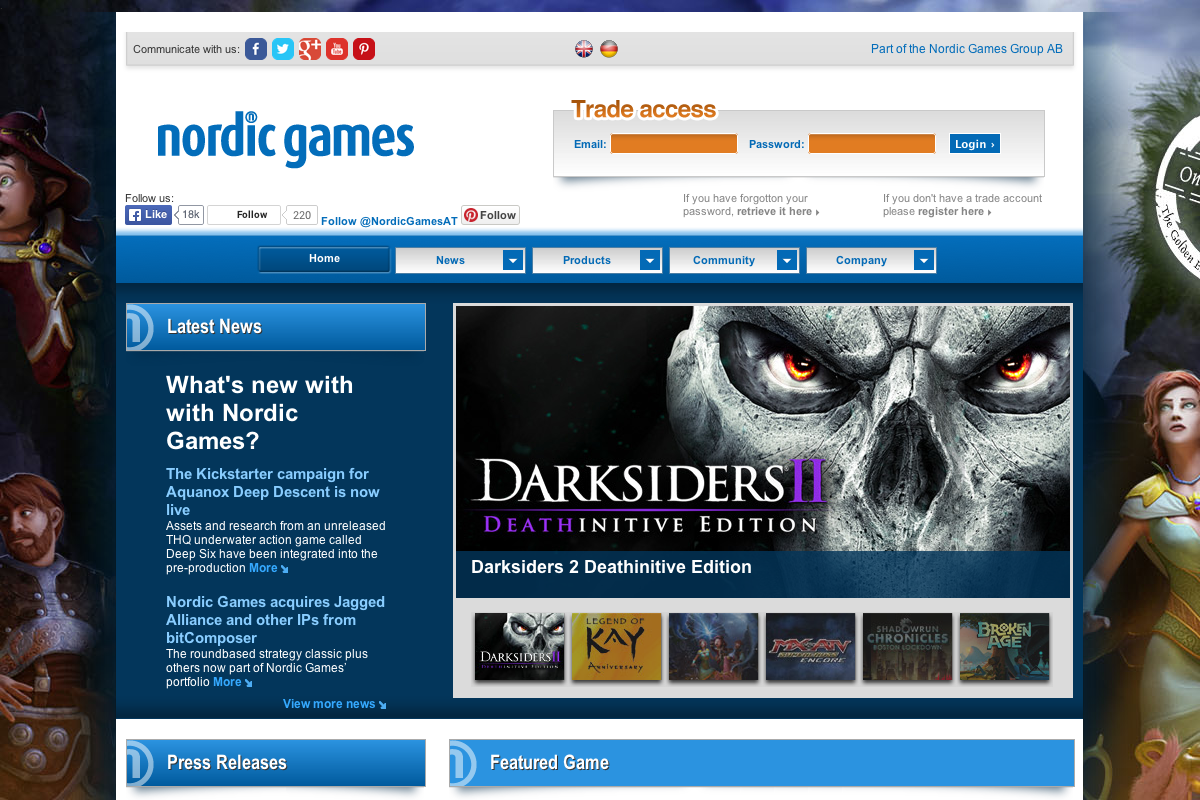 Communicate with us:
Part of the Nordic Games Group AB
nordic games
Trade access
Email:
Password:
Login ›
Follow us:
Like 18k
Follow 220
Follow @NordicGamesAT
Follow
If you have forgotton your
password, retrieve it here
If you don't have a trade account
please register here
Home
News
Products
Community
Company
Latest News
What's new with
with Nordic
Games?
The Kickstarter campaign for
Aquanox Deep Descent is now
live
Assets and research from an unreleased
THQ underwater action game called
Deep Six have been integrated into the
pre-production More
Nordic Games acquires Jagged
Alliance and other IPs from
bitComposer
The roundbased strategy classic plus
others now part of Nordic Games'
portfolio More
View more news
DARKSIDERS II
DEATHINITIVE EDITION
Darksiders 2 Deathinitive Edition
DARKSIDERS II
DEATHINITIVE EDITION
LEGEND OF
KAY
ANNIVERSARY
MX vs ATV
SUPERCROSS
ENCORE
SHADOWRUN
CHRONICLES
BOSTON LOCKDOWN
BROKEN
AGE
On
The Golden
Press Releases
Featured Game